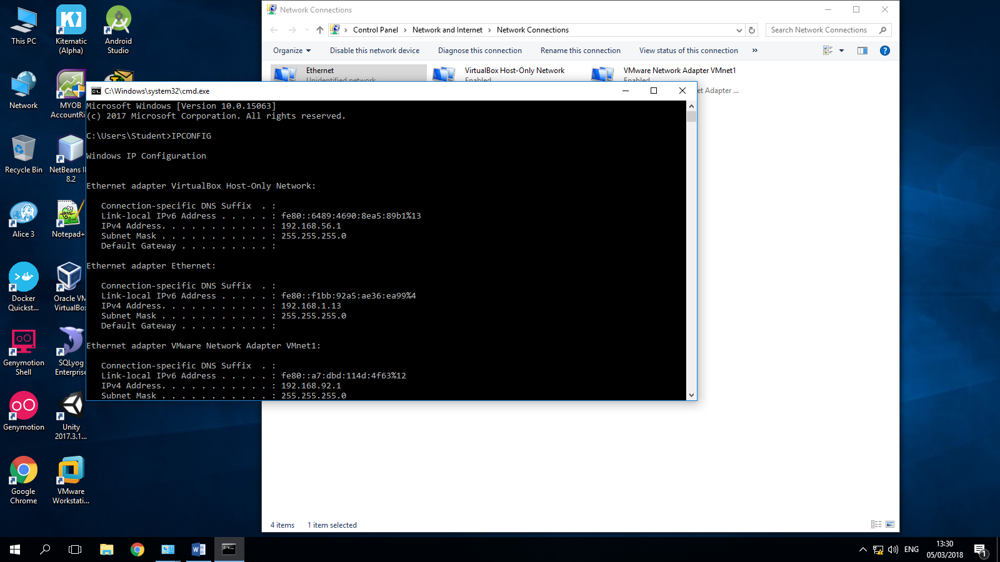 This PC
Kitematic
(Alpha)
Android
Studio
Network
MYOB
AccountRi
Recycle Bin
NetBeans I
8.2
Alice 3
Notepad+
Docker
Quickst...
Oracle VM
VirtualBox
Genymotion
Shell
SQLyog
Enterprise
Genymotion
Unity
2017.3.1...
Google
Chrome
VMware
Workstati...
Network Connections
Control Panel > Network and Internet > Network Connections
Search Network Connections
Organize
Disable this network device
Diagnose this connection
Rename this connection
View status of this connection
»
Ethernet
Unidentified network
VirtualBox Host-Only Network
Enabled
VMware Network Adapter VMnet1
Enabled
et Adapter ...
C:\Windows\system32\cmd.exe
Microsoft Windows [Version 10.0.15063]
(c) 2017 Microsoft Corporation. All rights reserved.
C:\Users\Student>IPCONFIG
Windows IP Configuration
Ethernet adapter VirtualBox Host-Only Network:
Connection-specific DNS Suffix . :
Link-local IPv6 Address . . . . . : fe80::6489:4690:8ea5:89b1%13
IPv4 Address. . . . . . . . . . . : 192.168.56.1
Subnet Mask . . . . . . . . . . . : 255.255.255.0
Default Gateway . . . . . . . . . :
Ethernet adapter Ethernet:
Connection-specific DNS Suffix . :
Link-local IPv6 Address . . . . . : fe80::f1bb:92a5:ae36:ea99%4
IPv4 Address. . . . . . . . . . . : 192.168.1.13
Subnet Mask . . . . . . . . . . . : 255.255.255.0
Default Gateway . . . . . . . . . :
Ethernet adapter VMware Network Adapter VMnet1:
Connection-specific DNS Suffix . :
Link-local IPv6 Address . . . . . : fe80::a7:dbd:114d:4f63%12
IPv4 Address. . . . . . . . . . . : 192.168.92.1
Subnet Mask . . . . . . . . . . . : 255.255.255.0
4 items
1 item selected
ENG
13:30
05/03/2018
1